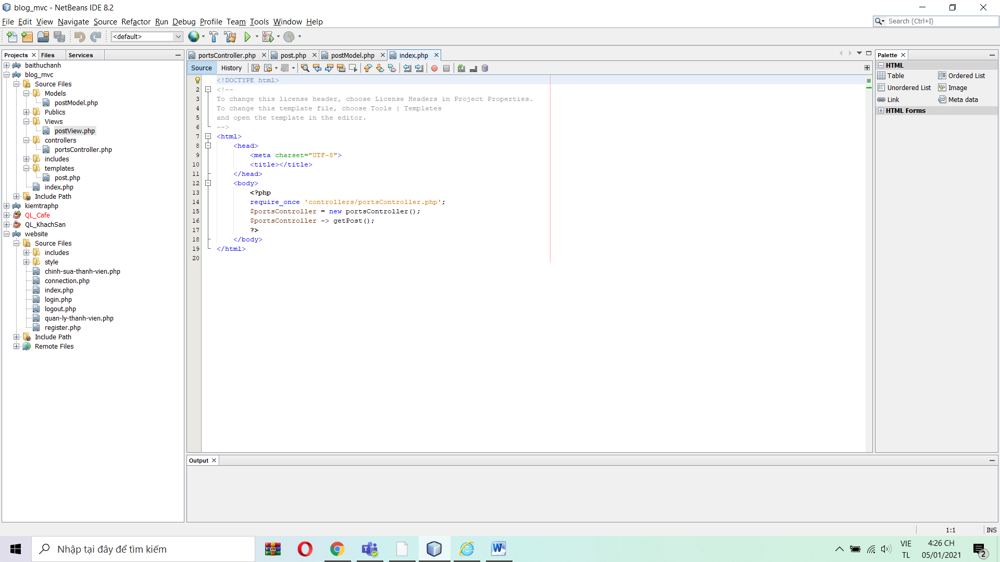 blog_mvc - NetBeans IDE 8.2
File Edit View Navigate Source Refactor Run Debug Profile Team Tools Window Help
Search (Ctrl+I)
<default>
Projects Files Services
baithuchanh
blog_mvc
Source Files
Models
postModel.php
Publics
Views
postView.php
controllers
portsController.php
includes
templates
post.php
index.php
Include Path
kiemtraphp
QL_Cafe
QL_KhachSan
website
Source Files
includes
style
chinh-sua-thanh-vien.php
connection.php
index.php
login.php
logout.php
quan-ly-thanh-vien.php
register.php
Include Path
Remote Files
portsController.php post.php postModel.php index.php
Source History
<!DOCTYPE html>
2 <!--
3 To change this license header, choose License Headers in Project Properties.
4 To change this template file, choose Tools | Templates
5 and open the template in the editor.
6 -->
7 <html>
8 <head>
9 <meta charset="UTF-8">
10 <title></title>
11 </head>
12 <body>
13 <?php
14 require_once 'controllers/portsController.php';
15 $portsController = new portsController();
16 $portsController -> getPost();
17 ?>
18 </body>
19 </html>
20
Palette
HTML
Table Ordered List
Unordered List Image
Link Meta data
HTML Forms
Output
1:1 INS
Nhập tại đây để tìm kiếm
VIE
TL
4:26 CH
05/01/2021
2